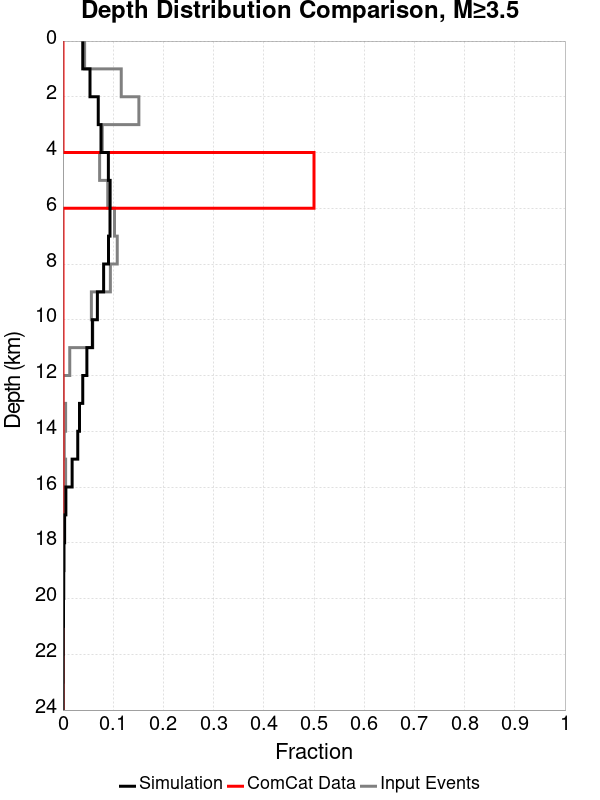 Depth Distribution Comparison, M≥3.5
0
2
4
6
8
10
12
14
16
18
20
22
24
Depth (km)
0 0.1 0.2 0.3 0.4 0.5 0.6 0.7 0.8 0.9 1
Fraction
Simulation ComCat Data Input Events